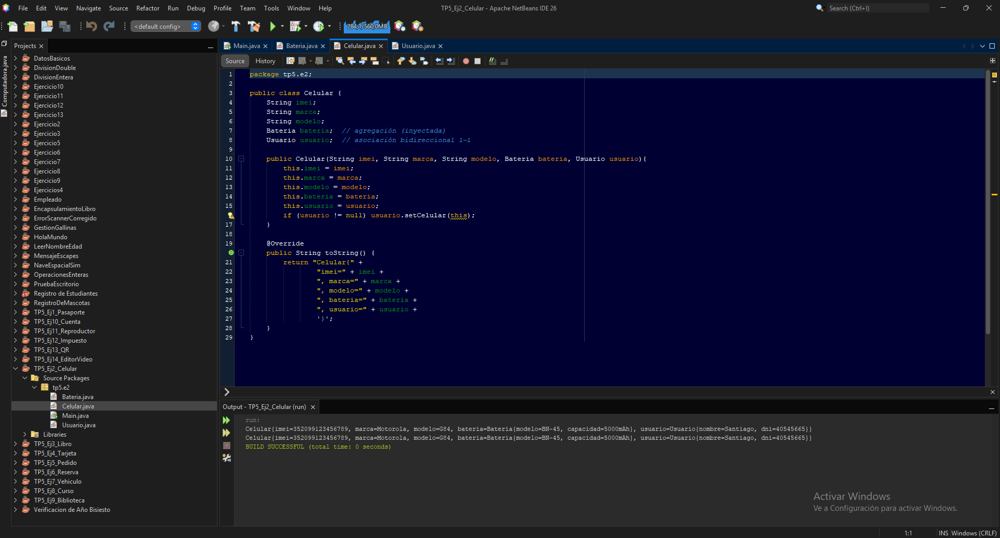 File Edit View Navigate Source Refactor Run Debug Profile Team Tools Window Help
TP5_Ej2_Celular - Apache NetBeans IDE 26
Search (Ctrl+I)
<default config>
284,1/560,0MB
Computadora.java
Projects
DatosBasicos
DivisionDouble
DivisionEntera
Ejercicio10
Ejercicio11
Ejercicio12
Ejercicio13
Ejercicio2
Ejercicio3
Ejercicio5
Ejercicio6
Ejercicio7
Ejercicio8
Ejercicio9
Ejercicios4
Empleado
EncapsulamientoLibro
ErrorScannerCorregido
GestionGallinas
HolaMundo
LeerNombreEdad
MensajeEscapes
NaveEspacialSim
OperacionesEnteras
PruebaEscritorio
Registro de Estudiantes
RegistroDeMascotas
TP5_Ej1_Pasaporte
TP5_Ej10_Cuenta
TP5_Ej11_Reproductor
TP5_Ej12_Impuesto
TP5_Ej13_QR
TP5_Ej14_EditorVideo
TP5_Ej2_Celular
Source Packages
tp5.e2
Bateria.java
Celular.java
Main.java
Usuario.java
Libraries
TP5_Ej3_Libro
TP5_Ej4_Tarjeta
TP5_Ej5_Pedido
TP5_Ej6_Reserva
TP5_Ej7_Vehiculo
TP5_Ej8_Curso
TP5_Ej9_Biblioteca
Verificacion de Año Bisiesto
Main.java Bateria.java Celular.java Usuario.java
Source History
1 package tp5.e2;
2
3 public class Celular {
4 String imei;
5 String marca;
6 String modelo;
7 Bateria bateria; // agregación (inyectada)
8 Usuario usuario; // asociación bidireccional 1-1
9
10 public Celular(String imei, String marca, String modelo, Bateria bateria, Usuario usuario){
11 this.imei = imei;
12 this.marca = marca;
13 this.modelo = modelo;
14 this.bateria = bateria;
15 this.usuario = usuario;
if (usuario != null) usuario.setCelular(this);
17 }
18
19 @Override
public String toString() {
21 return "Celular{" +
22 "imei=" + imei +
23 ", marca=" + marca +
24 ", modelo=" + modelo +
25 ", bateria=" + bateria +
26 ", usuario=" + usuario +
27 '}';
28 }
29 }
Output - TP5_Ej2_Celular (run)
run:
Celular{imei=352099123456789, marca=Motorola, modelo=G84, bateria=Bateria{modelo=BN-45, capacidad=5000mAh}, usuario=Usuario{nombre=Santiago, dni=40545665}}
Celular{imei=352099123456789, marca=Motorola, modelo=G84, bateria=Bateria{modelo=BN-45, capacidad=5000mAh}, usuario=Usuario{nombre=Santiago, dni=40545665}}
BUILD SUCCESSFUL (total time: 0 seconds)
Activar Windows
Ve a Configuración para activar Windows.
1:1 INS Windows (CRLF)